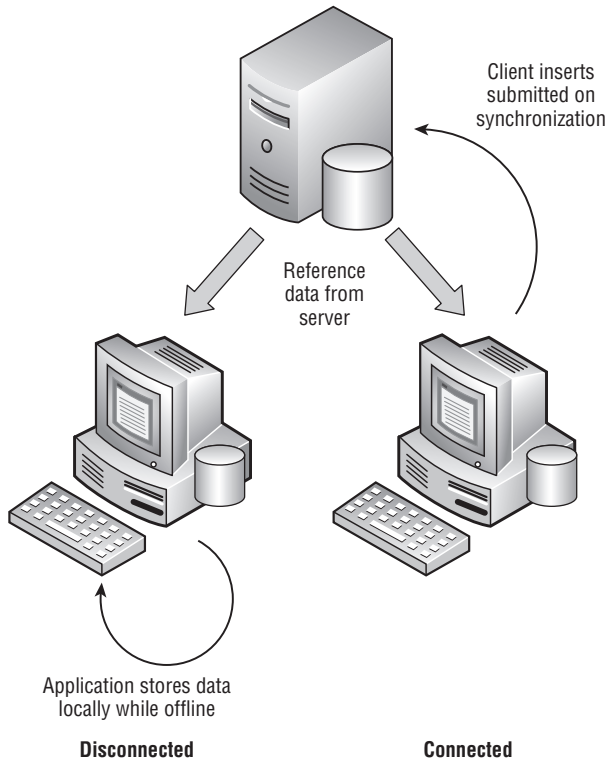 Client inserts
submitted on
synchronization
Reference
data from
server
Application stores data
locally while offline
Disconnected
Connected